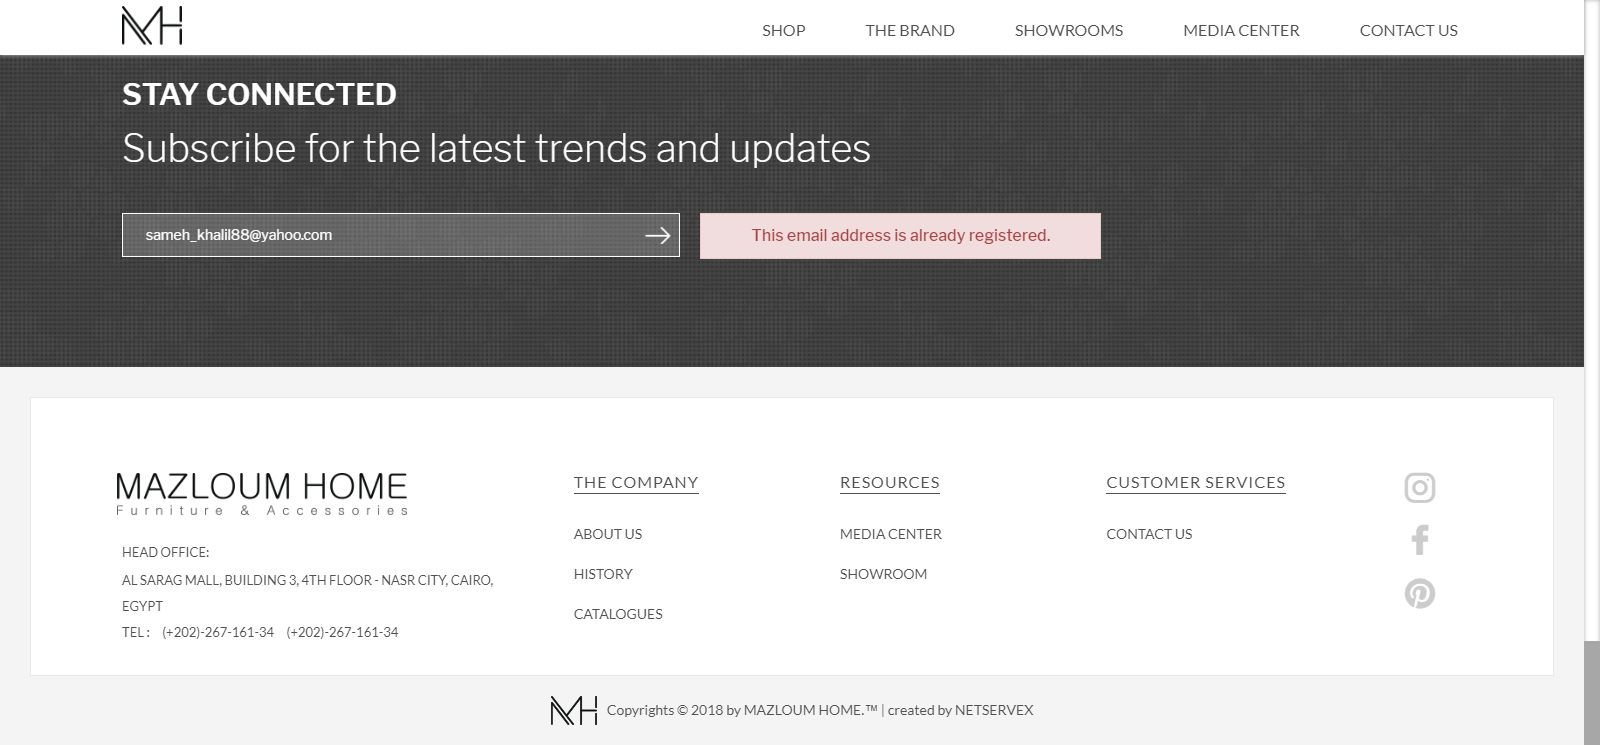 MH
SHOP THE BRAND SHOWROOMS MEDIA CENTER CONTACT US
STAY CONNECTED
Subscribe for the latest trends and updates
sameh_khalil88@yahoo.com
This email address is already registered.
MAZLOUM HOME
Furniture & Accessories
HEAD OFFICE:
AL SARAG MALL, BUILDING 3, 4TH FLOOR - NASR CITY, CAIRO,
EGYPT
TEL : (+202)-267-161-34 (+202)-267-161-34
THE COMPANY
ABOUT US
HISTORY
CATALOGUES
RESOURCES
MEDIA CENTER
SHOWROOM
CUSTOMER SERVICES
CONTACT US
MH Copyrights © 2018 by MAZLOUM HOME.™ | created by NETSERVEX